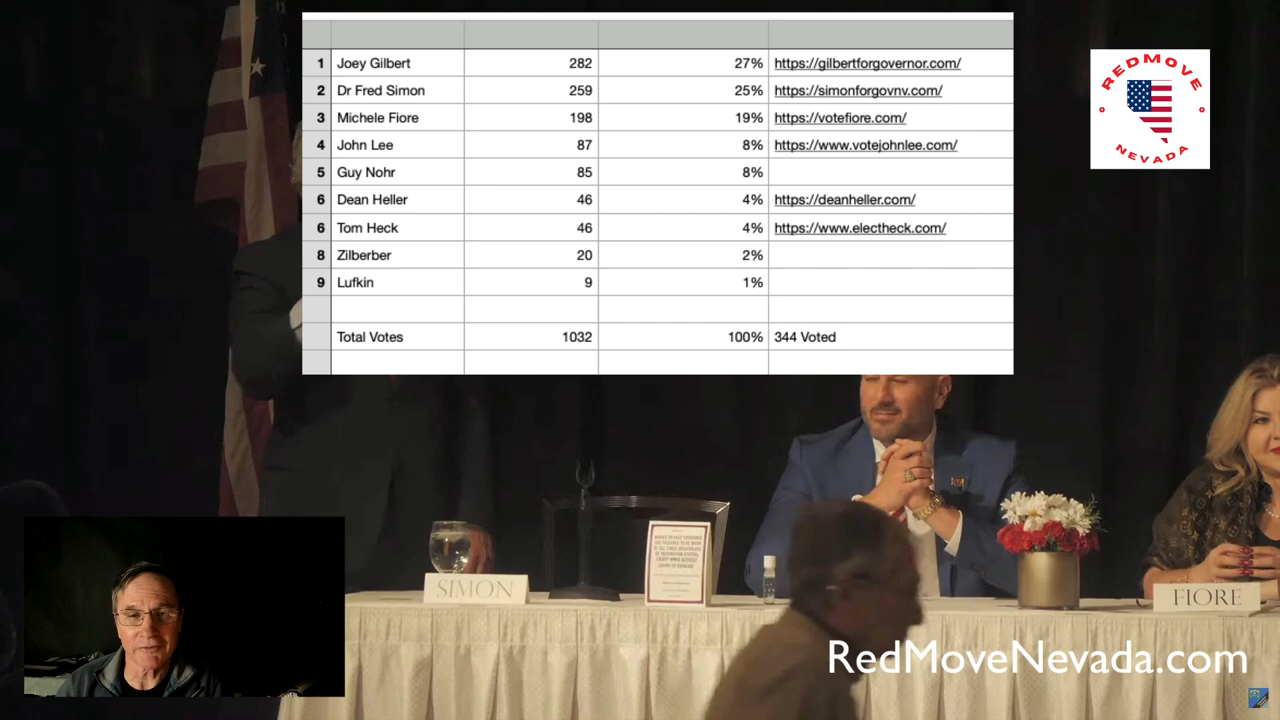 1 Joey Gilbert 282 27% https://gilbertforgovernor.com/
2 Dr Fred Simon 259 25% https://simonforgovnv.com/
3 Michele Fiore 198 19% https://votefiore.com/
4 John Lee 87 8% https://www.votejohnlee.com/
5 Guy Nohr 85 8%
6 Dean Heller 46 4% https://deanheller.com/
6 Tom Heck 46 4% https://www.electheck.com/
8 Zilberber 20 2%
9 Lufkin 9 1%
Total Votes 1032 100% 344 Voted
REDMOVE
NEVADA
SIMON
FIORE
RedMoveNevada.com